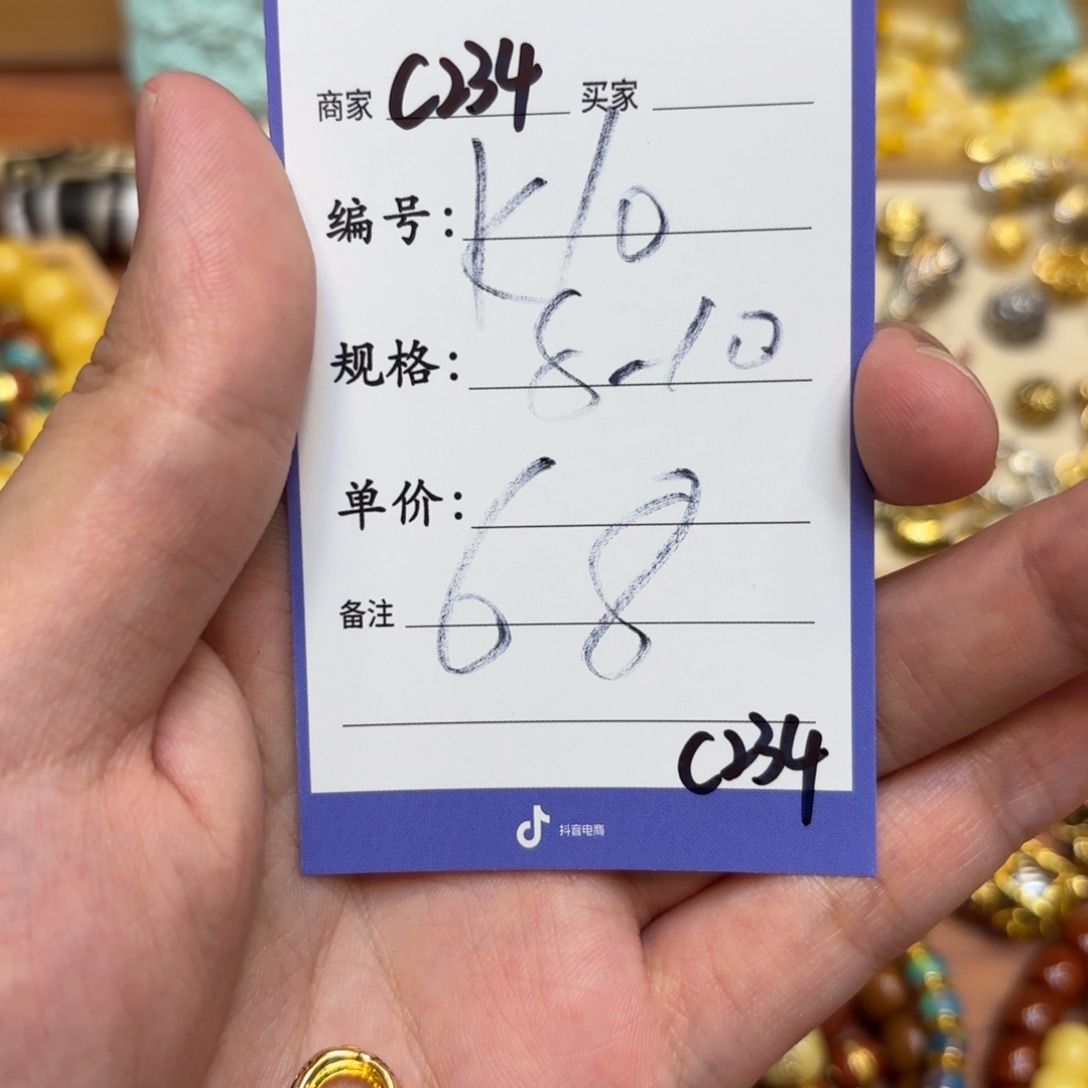 商家 C234 买家
编号: K10
规格: 8-10
单价: 68
备注
C234
抖音电商